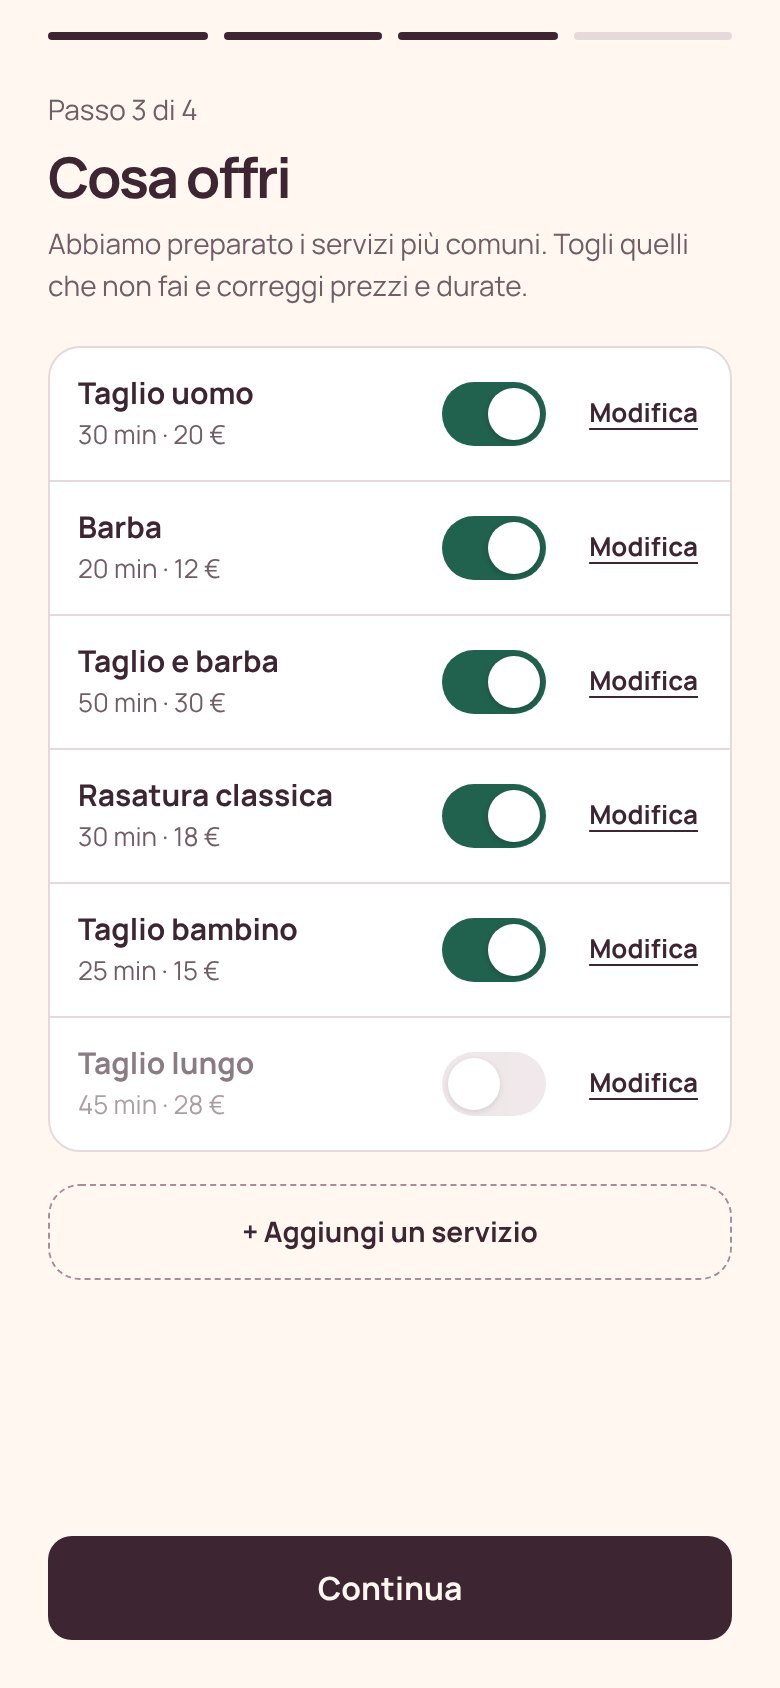 Passo 3 di 4
Cosa offri
Abbiamo preparato i servizi più comuni. Togli quelli
che non fai e correggi prezzi e durate.
Taglio uomo
30 min · 20 €
Modifica
Barba
20 min · 12 €
Modifica
Taglio e barba
50 min · 30 €
Modifica
Rasatura classica
30 min · 18 €
Modifica
Taglio bambino
25 min · 15 €
Modifica
Taglio lungo
45 min · 28 €
Modifica
+ Aggiungi un servizio
Continua